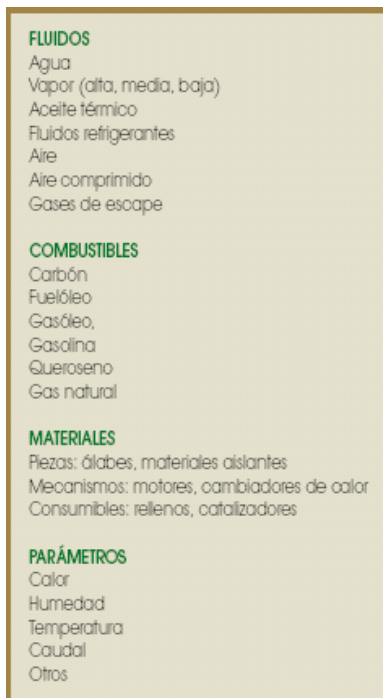 FLUIDOS
Agua
Vapor (alta, media, baja)
Aceite térmico
Fluidos refrigerantes
Aire
Aire comprimido
Gases de escape
COMBUSTIBLES
Carbón
Fuelóleo
Gasóleo,
Gasolina
Queroseno
Gas natural
MATERIALES
Piezas: álabes, materiales aislantes
Mecanismos: motores, cambiadores de calor
Consumibles: rellenos, catalizadores
PARÁMETROS
Calor
Humedad
Temperatura
Caudal
Otros